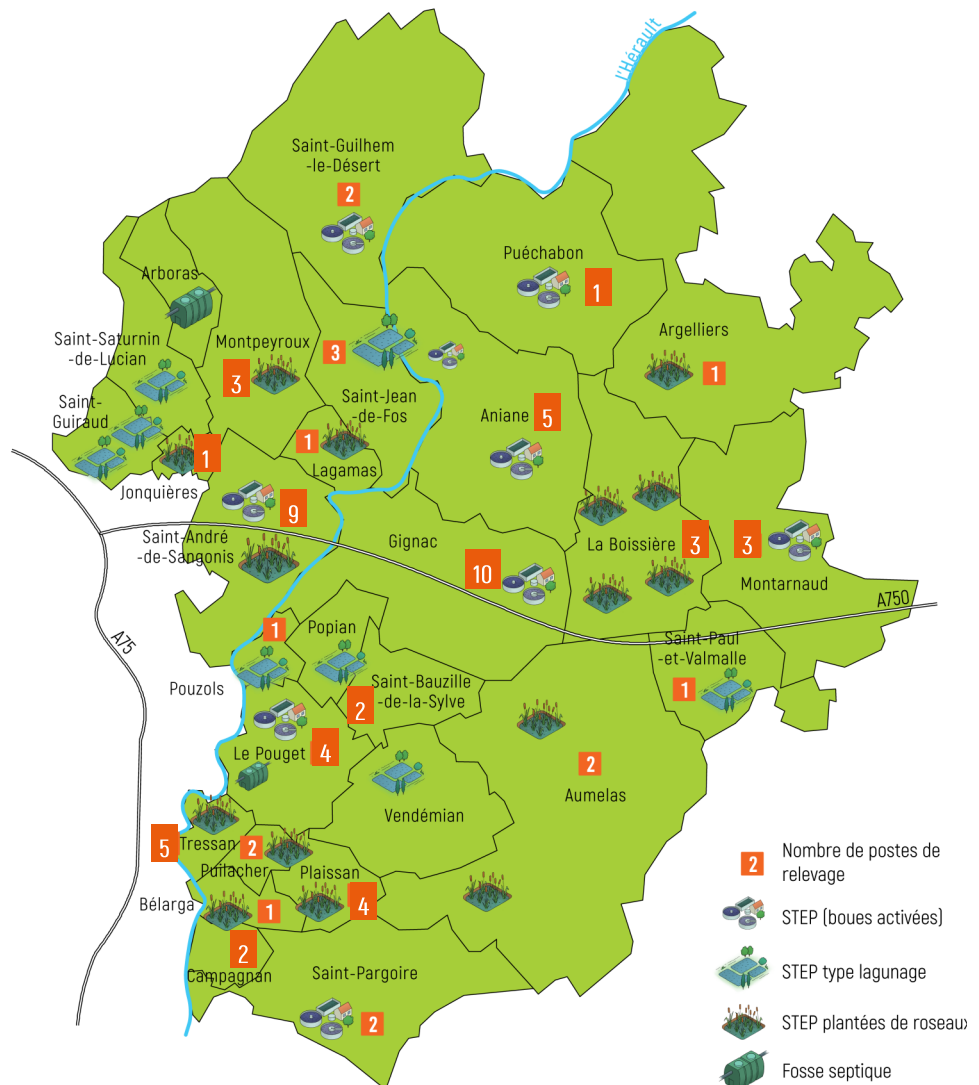 l'Hérault
Saint-Guilhem
-le-Désert
2
Puéchabon
1
Arboras
Argelliers
1
Saint-Saturnin
-de-Lucian
Montpeyroux
3
3
Saint-Jean
-de-Fos
Saint-
Guiraud
Aniane
5
1
Lagamas
1
Jonquières
9
Saint-André
-de-Sangonis
Gignac
10
La Boissière
3
3
Montarnaud
A750
A75
1
Popian
Saint-Paul
-et-Valmalle
1
Pouzols
Saint-Bauzille
-de-la-Sylve
2
Le Pouget
4
2
Aumelas
Vendémian
5
Tressan
2
Puilacher
Plaissan
4
Bélarga
1
2
Campagnan
Saint-Pargoire
2
2
Nombre de postes de
relevage
STEP (boues activées)
STEP type lagunage
STEP plantées de roseaux
Fosse septique